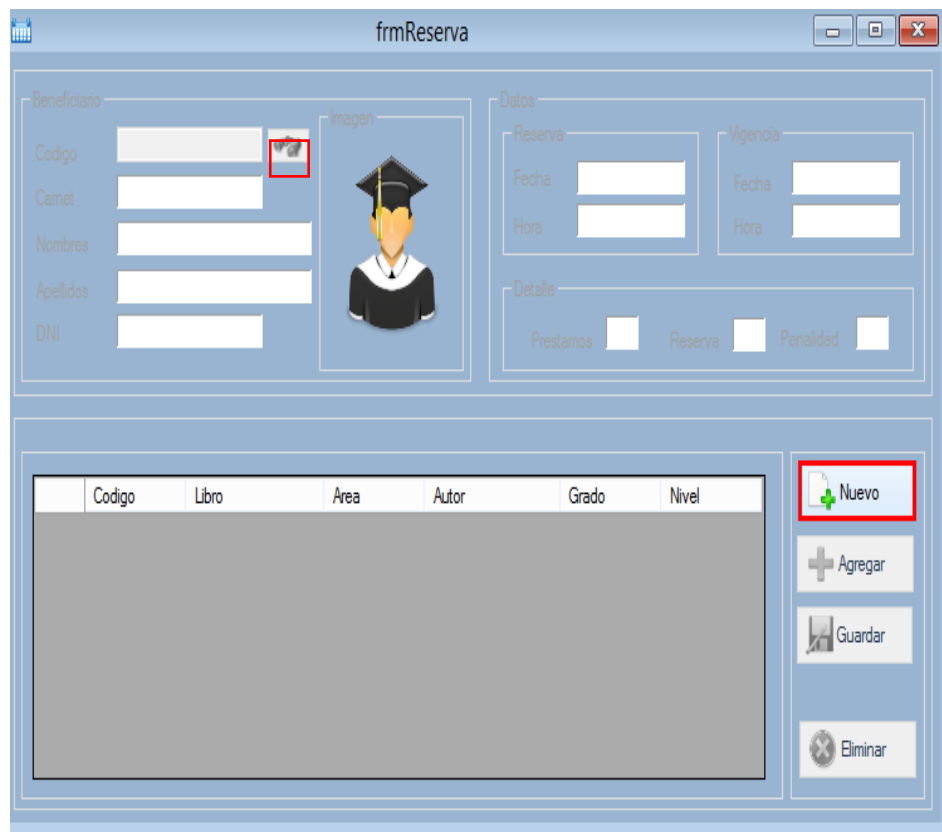 frmReserva
Beneficiario
Codigo
Carnet
Nombres
Apellidos
DNI
Imagen
Datos
Reserva
Fecha
Hora
Vigencia
Fecha
Hora
Detalle
Prestamos Reserva Penalidad
Codigo Libro Area Autor Grado Nivel
Nuevo
Agregar
Guardar
Eliminar